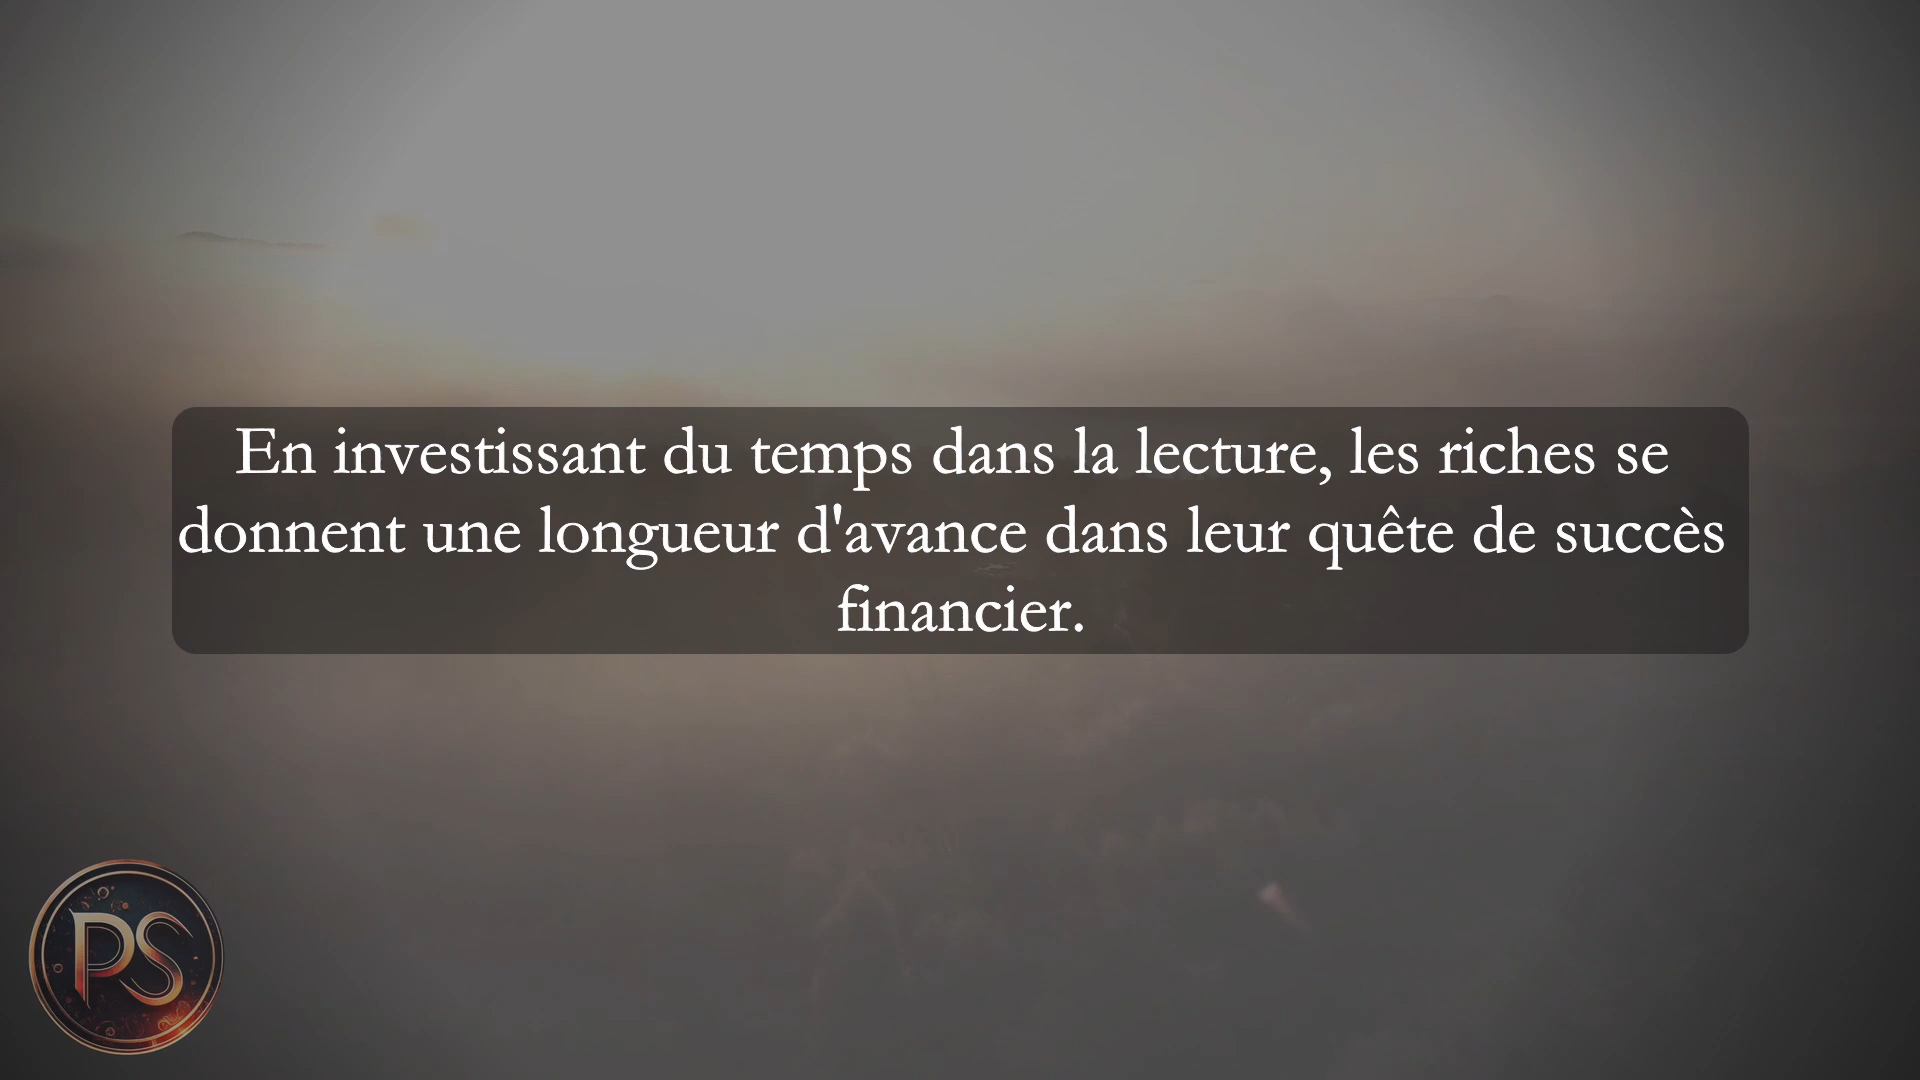 En investissant du temps dans la lecture, les riches se
donnent une longueur d'avance dans leur quête de succès
financier.
PS